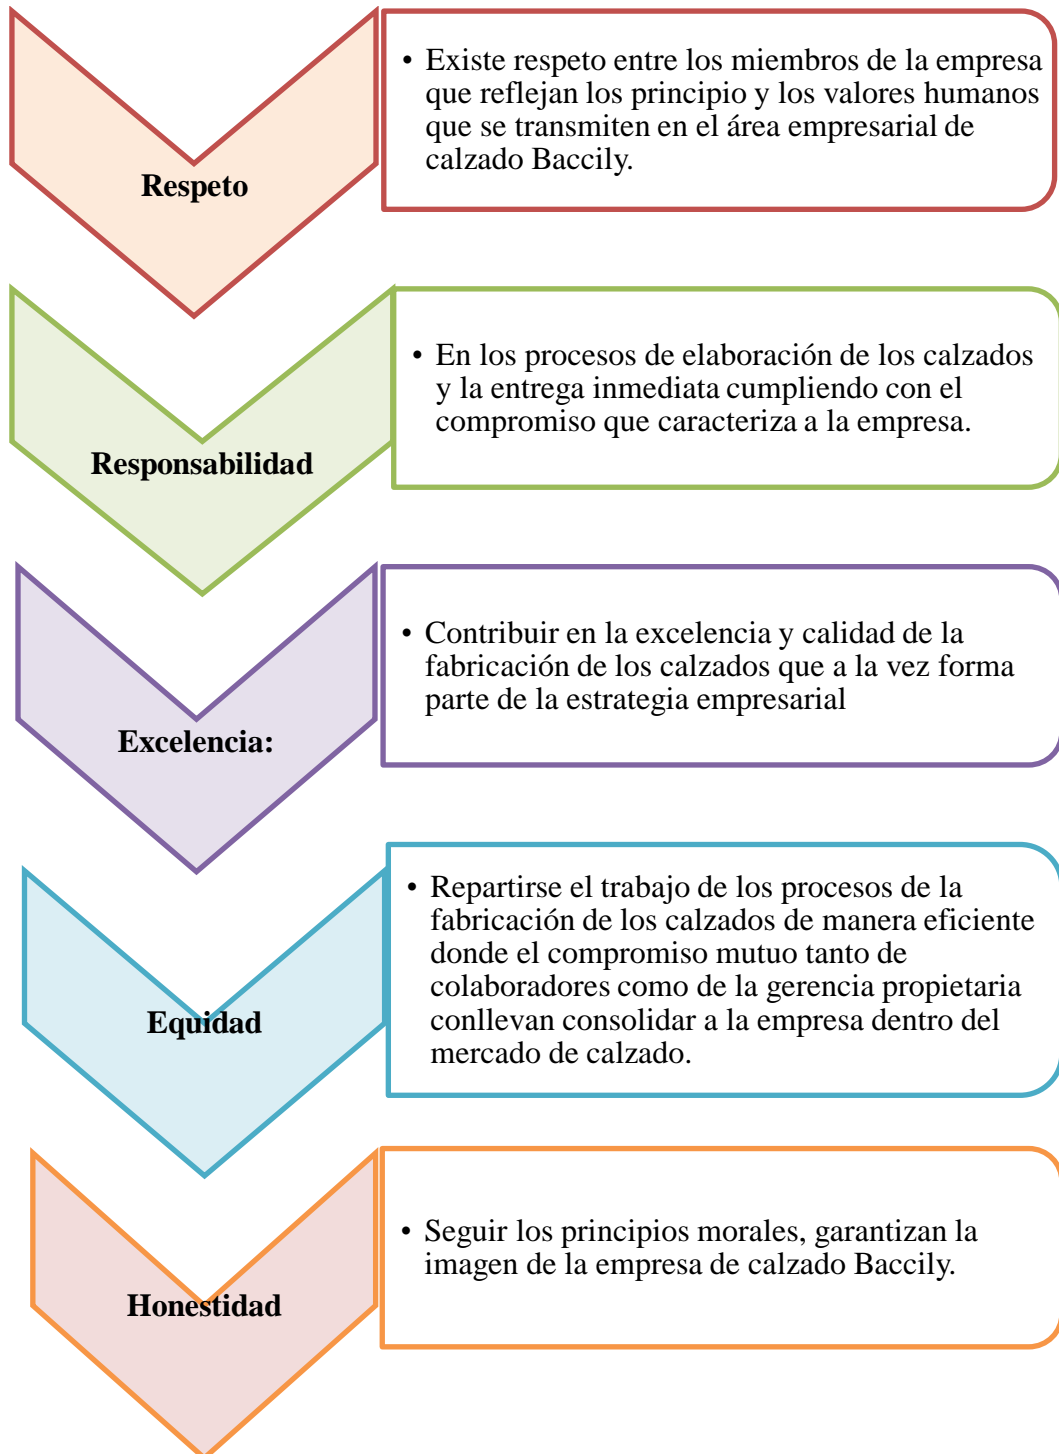 Respeto
• Existe respeto entre los miembros de la empresa
que reflejan los principio y los valores humanos
que se transmiten en el área empresarial de
calzado Baccily.
Responsabilidad
• En los procesos de elaboración de los calzados
y la entrega inmediata cumpliendo con el
compromiso que caracteriza a la empresa.
Excelencia:
• Contribuir en la excelencia y calidad de la
fabricación de los calzados que a la vez forma
parte de la estrategia empresarial
Equidad
• Repartirse el trabajo de los procesos de la
fabricación de los calzados de manera eficiente
donde el compromiso mutuo tanto de
colaboradores como de la gerencia propietaria
conllevan consolidar a la empresa dentro del
mercado de calzado.
Honestidad
• Seguir los principios morales, garantizan la
imagen de la empresa de calzado Baccily.